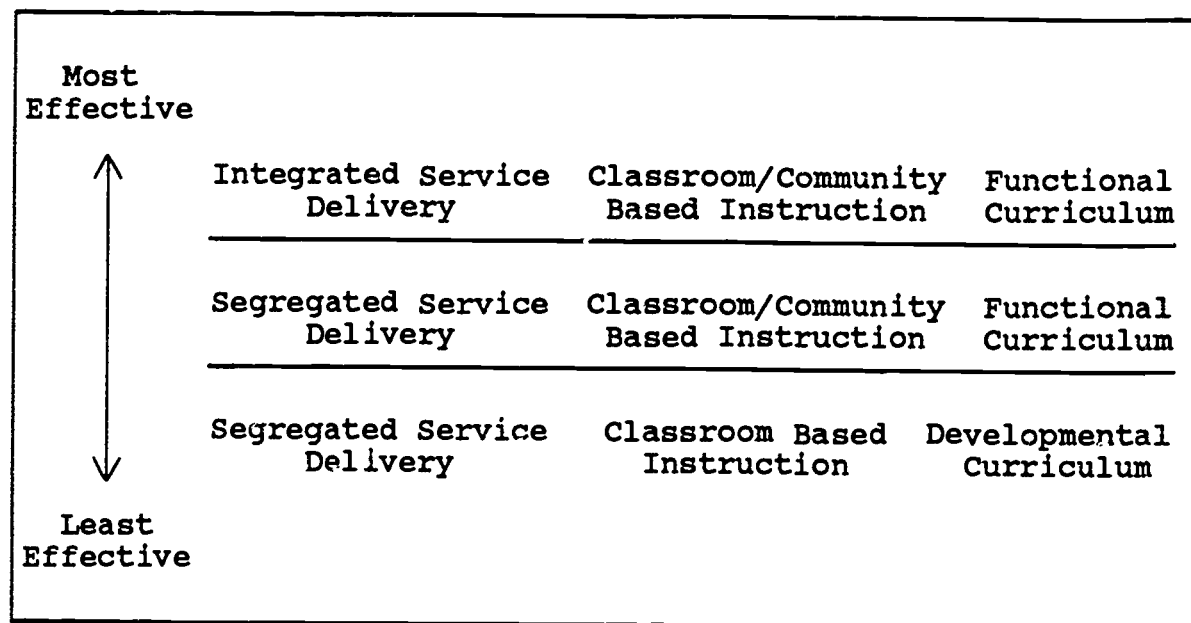 Most
Effective
Integrated Service Classroom/Community Functional
Delivery Based Instruction Curriculum
Segregated Service Classroom/Community Functional
Delivery Based Instruction Curriculum
Segregated Service Classroom Based Developmental
Delivery Instruction Curriculum
Least
Effective